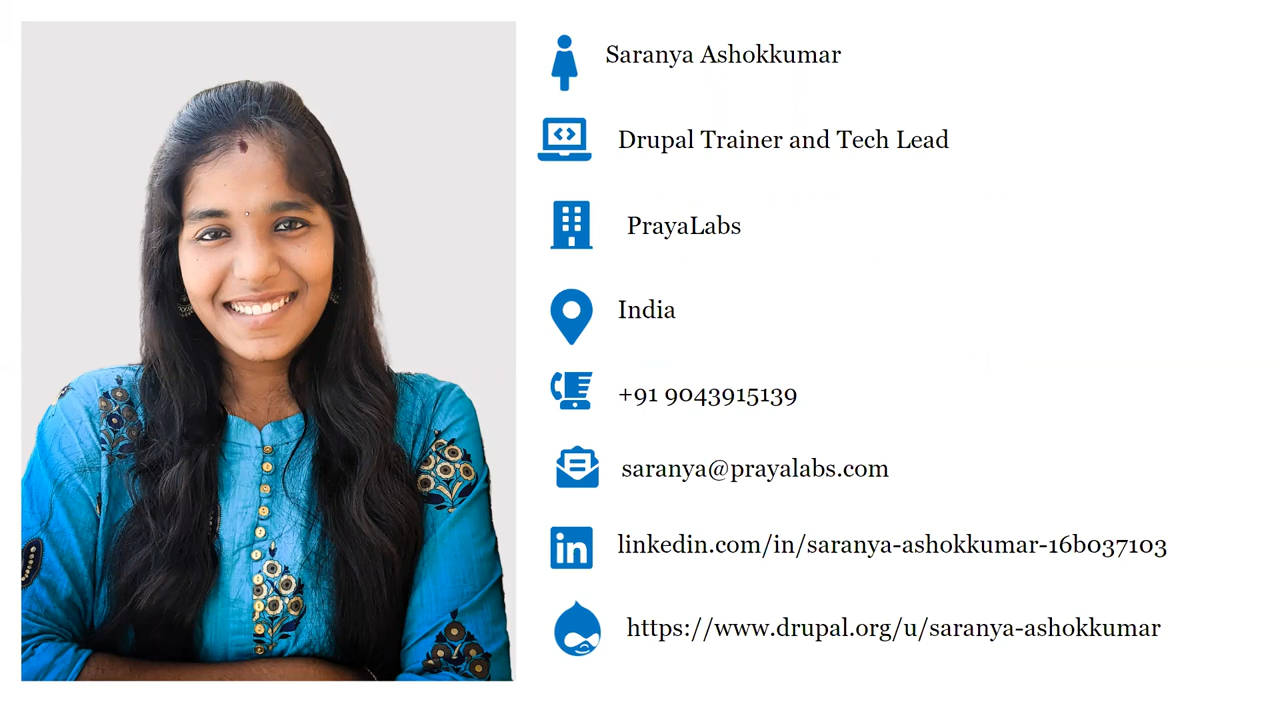 Saranya Ashokkumar
Drupal Trainer and Tech Lead
PrayaLabs
India
+91 9043915139
saranya@prayalabs.com
linkedin.com/in/saranya-ashokkumar-16b037103
https://www.drupal.org/u/saranya-ashokkumar